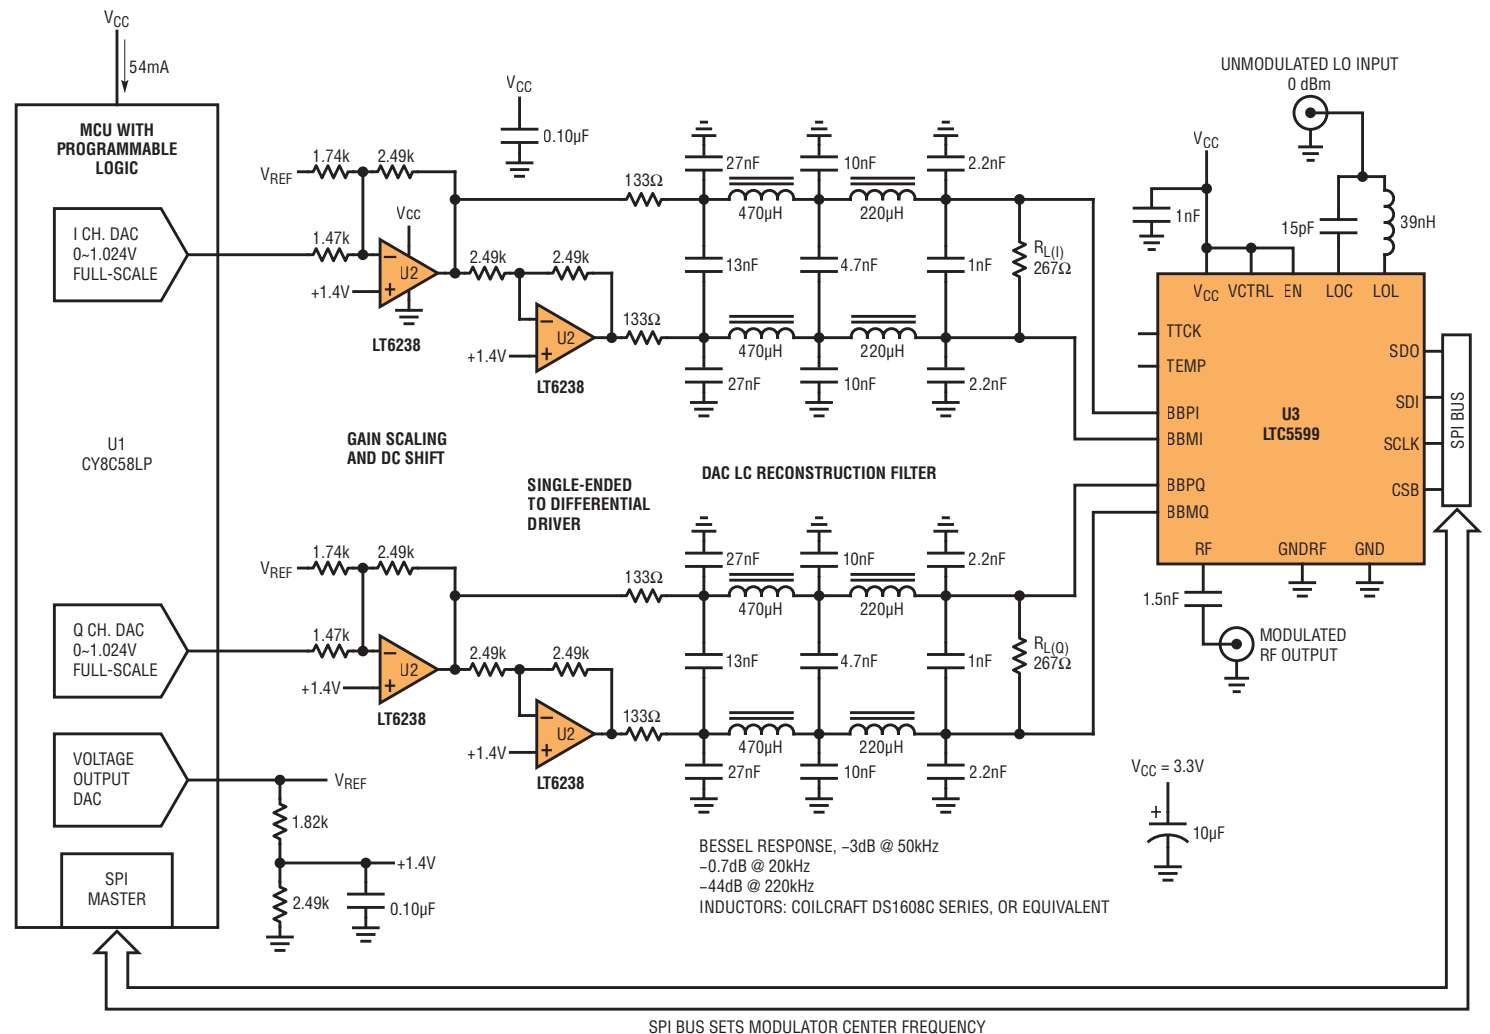 VCC
54mA
MCU WITH
PROGRAMMABLE
LOGIC
I CH. DAC
0~1.024V
FULL-SCALE
U1
CY8C58LP
Q CH. DAC
0~1.024V
FULL-SCALE
VOLTAGE
OUTPUT
DAC
SPI
MASTER
VREF
1.74k
2.49k
1.47k
+1.4V
Vcc
U2
LT6238
VCC
0.10µF
2.49k
2.49k
+1.4V
U2
LT6238
133Ω
133Ω
27nF
10nF
2.2nF
470µH
220µH
13nF
4.7nF
1nF
RL(I)
267Ω
470µH
220µH
27nF
10nF
2.2nF
GAIN SCALING
AND DC SHIFT
SINGLE-ENDED
TO DIFFERENTIAL
DRIVER
DAC LC RECONSTRUCTION FILTER
VREF
1.74k
2.49k
1.47k
+1.4V
U2
LT6238
2.49k
2.49k
+1.4V
U2
LT6238
133Ω
133Ω
27nF
10nF
2.2nF
470µH
220µH
13nF
4.7nF
1nF
RL(Q)
267Ω
470µH
220µH
27nF
10nF
2.2nF
VREF
1.82k
+1.4V
2.49k
0.10µF
BESSEL RESPONSE, –3dB @ 50kHz
–0.7dB @ 20kHz
–44dB @ 220kHz
INDUCTORS: COILCRAFT DS1608C SERIES, OR EQUIVALENT
UNMODULATED LO INPUT
0 dBm
VCC
1nF
15pF
39nH
VCC
VCTRL
EN
LOC
LOL
TTCK
TEMP
BBPI
BBMI
BBPQ
BBMQ
U3
LTC5599
SDO
SDI
SCLK
CSB
SPI BUS
RF
GNDRF
GND
1.5nF
MODULATED
RF OUTPUT
VCC = 3.3V
+
10µF
SPI BUS SETS MODULATOR CENTER FREQUENCY